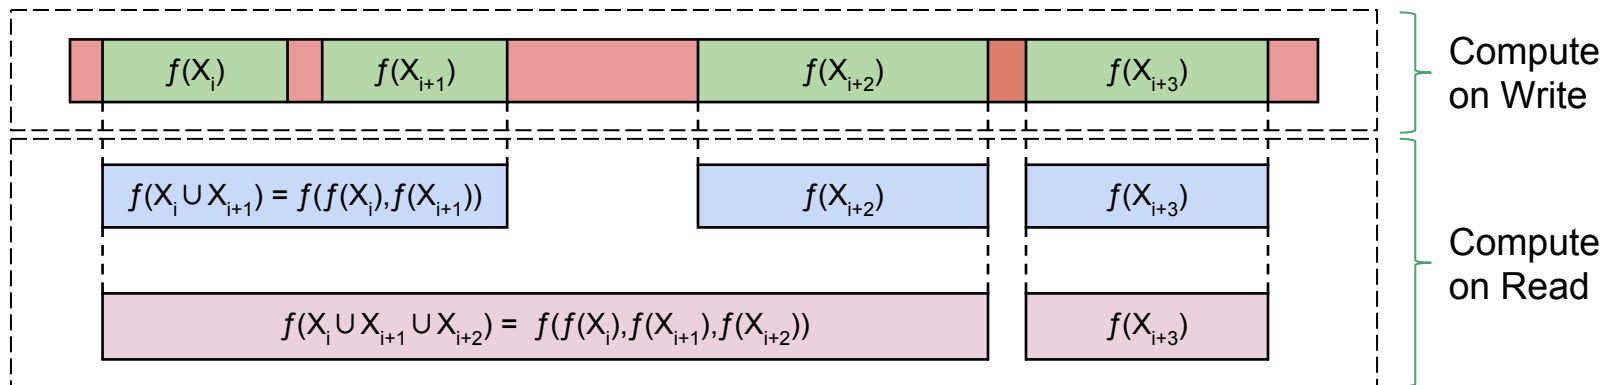 f(Xᵢ) f(Xᵢ₊₁) f(Xᵢ₊₂) f(Xᵢ₊₃)
Compute
on Write
f(Xᵢ ∪ Xᵢ₊₁) = f(f(Xᵢ),f(Xᵢ₊₁)) f(Xᵢ₊₂) f(Xᵢ₊₃)
Compute
on Read
f(Xᵢ ∪ Xᵢ₊₁ ∪ Xᵢ₊₂) = f(f(Xᵢ),f(Xᵢ₊₁),f(Xᵢ₊₂)) f(Xᵢ₊₃)